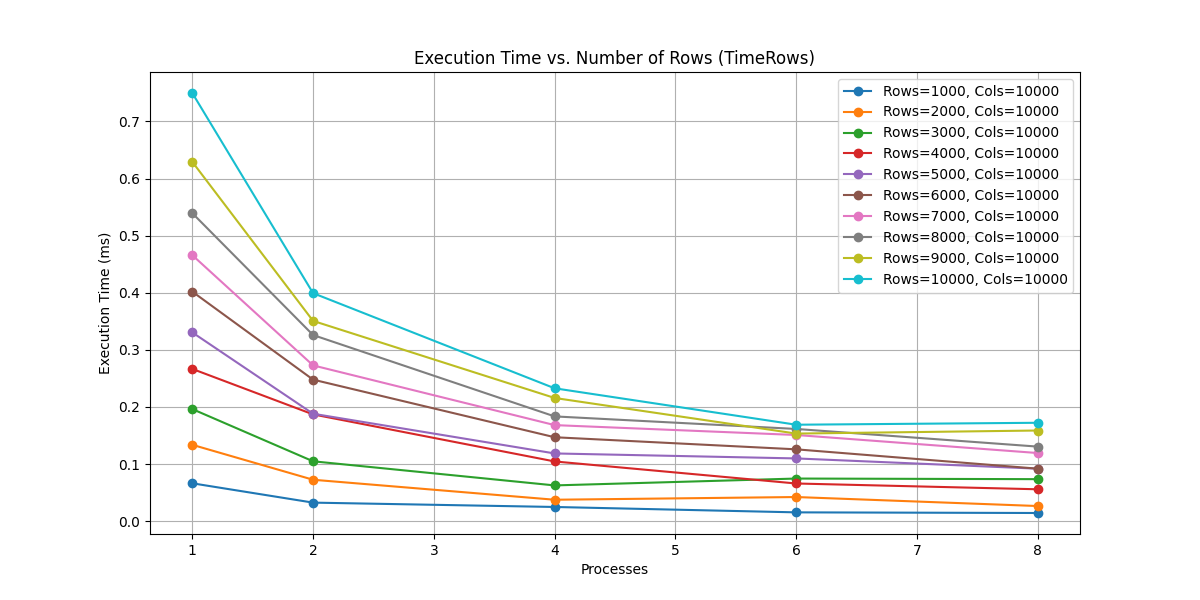 Execution Time vs. Number of Rows (TimeRows)
Rows=1000, Cols=10000
Rows=2000, Cols=10000
Rows=3000, Cols=10000
Rows=4000, Cols=10000
Rows=5000, Cols=10000
Rows=6000, Cols=10000
Rows=7000, Cols=10000
Rows=8000, Cols=10000
Rows=9000, Cols=10000
Rows=10000, Cols=10000
Execution Time (ms)
0.7
0.6
0.5
0.4
0.3
0.2
0.1
0.0
1 2 3 4 5 6 7 8
Processes